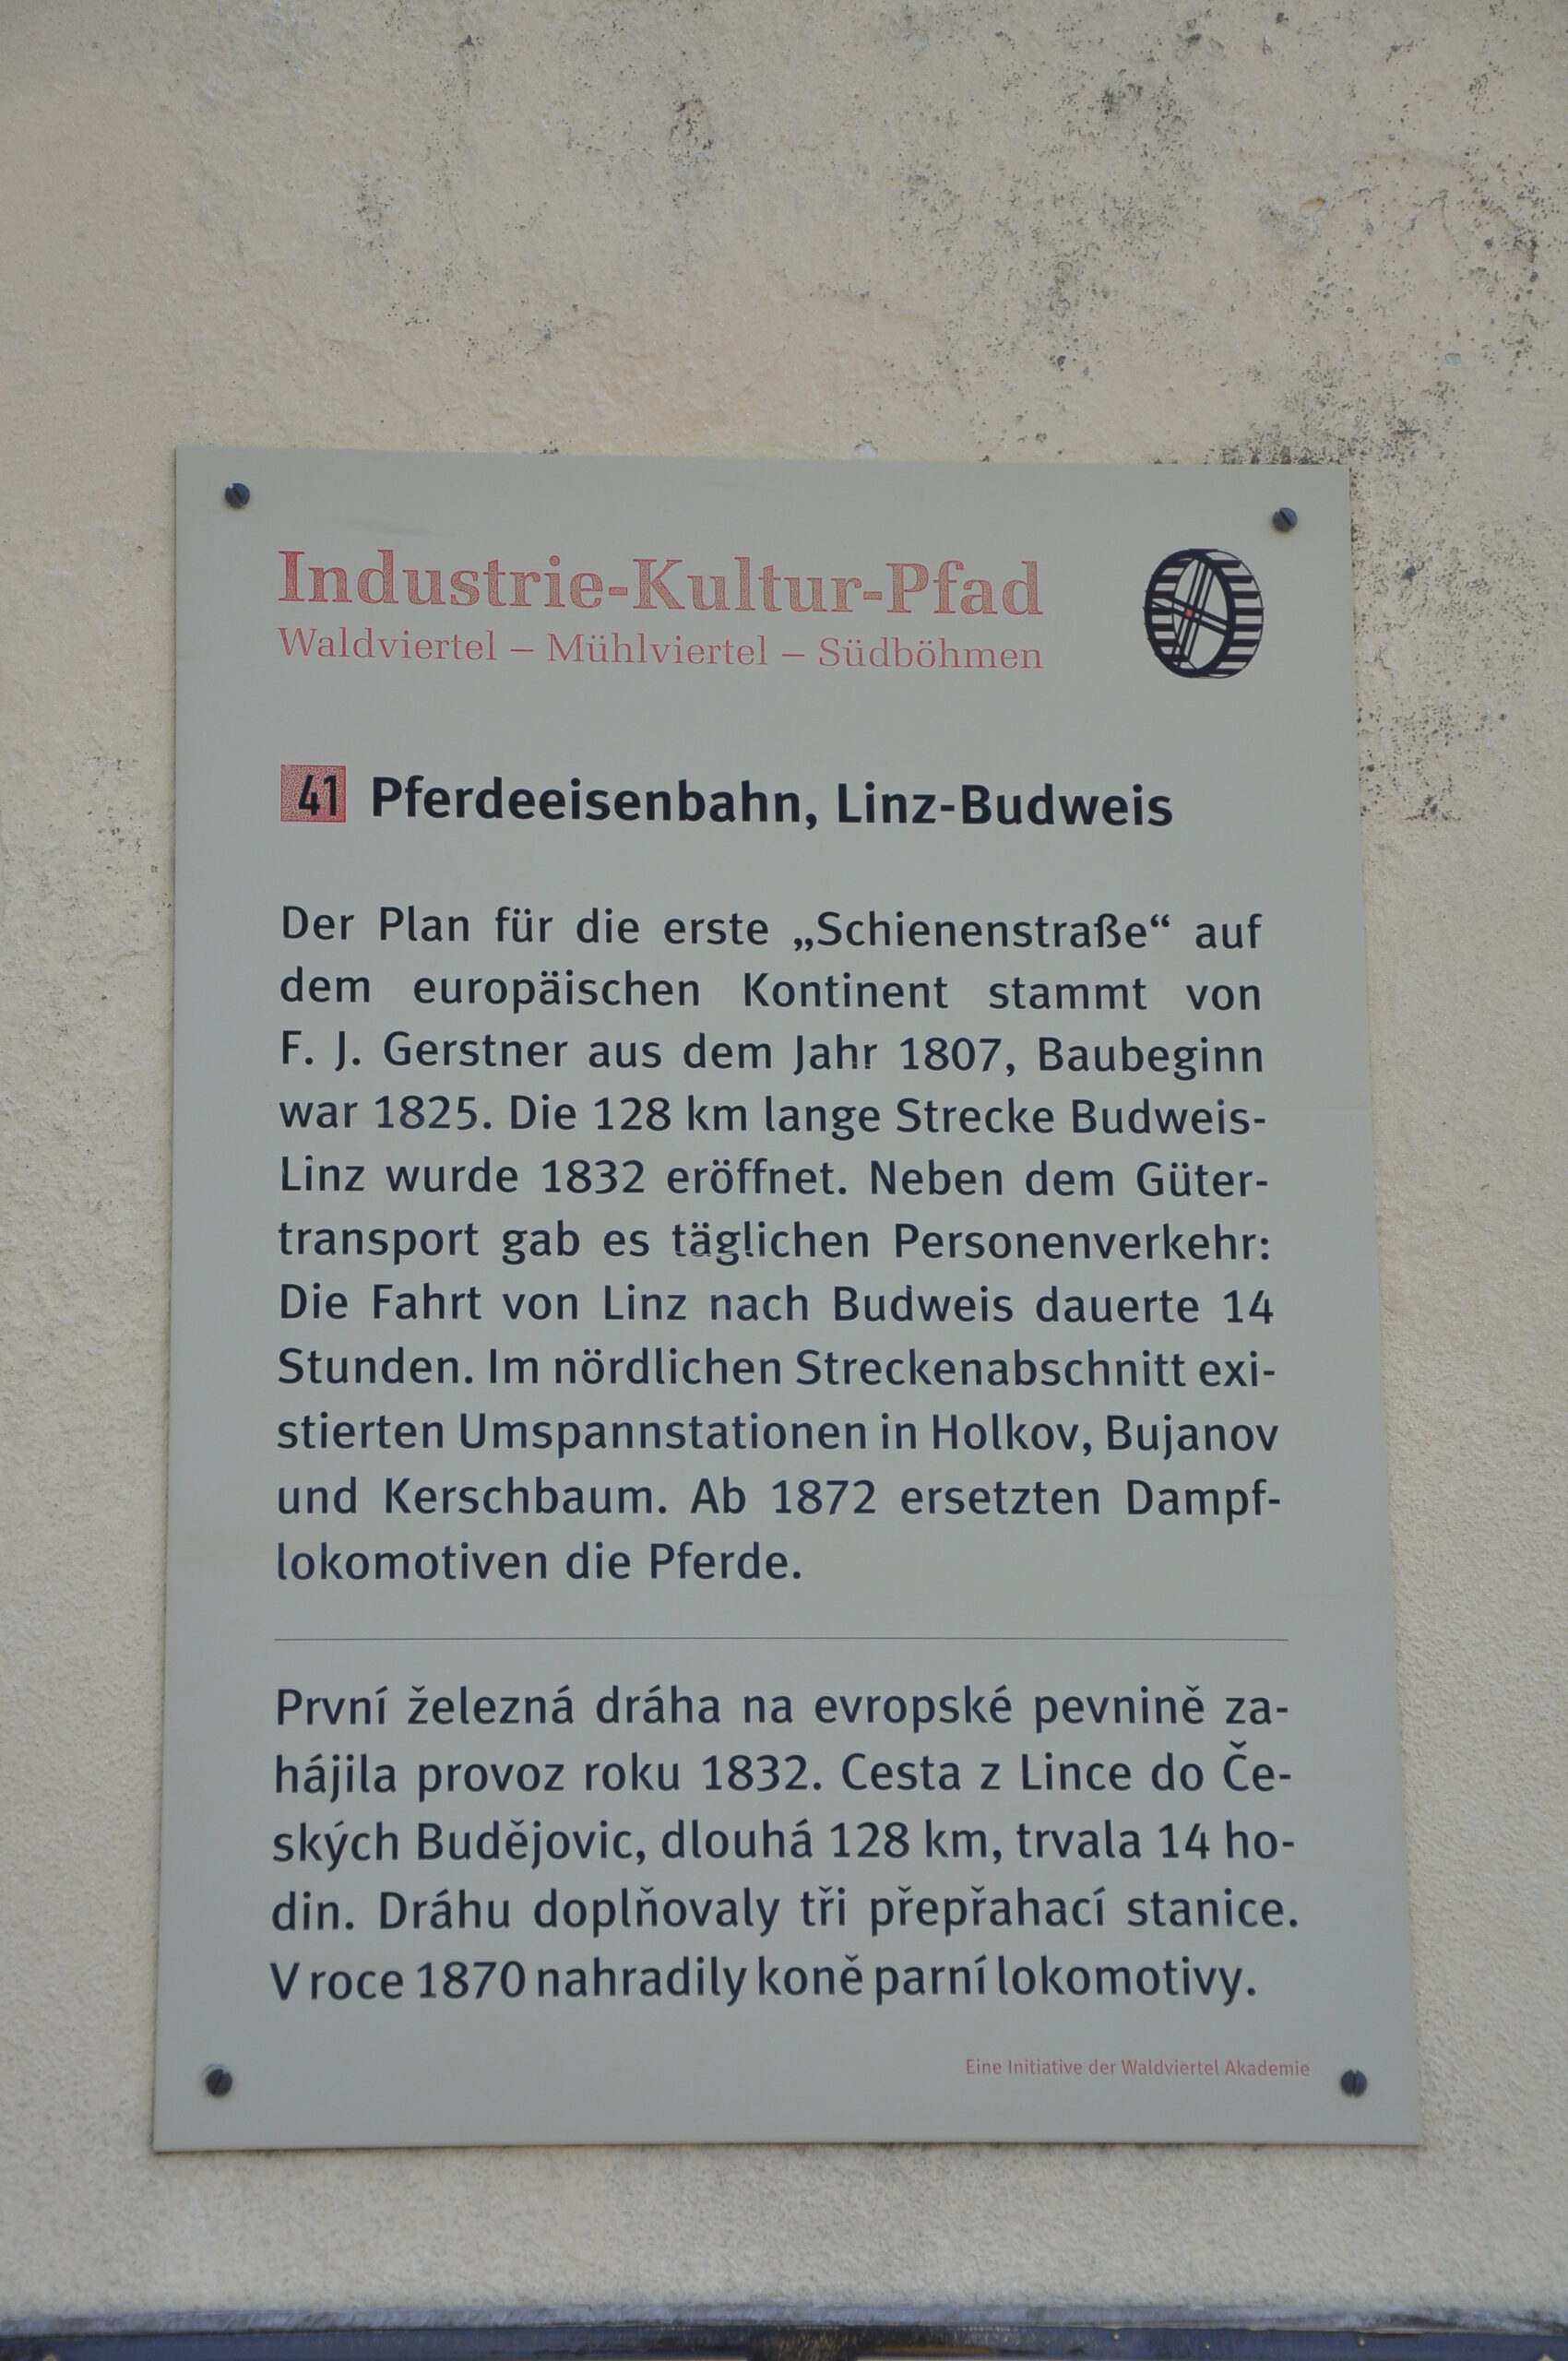 Industrie-Kultur-Pfad
Waldviertel – Mühlviertel – Südböhmen
41 Pferdeeisenbahn, Linz-Budweis
Der Plan für die erste „Schienenstraße“ auf
dem europäischen Kontinent stammt von
F. J. Gerstner aus dem Jahr 1807, Baubeginn
war 1825. Die 128 km lange Strecke Budweis-
Linz wurde 1832 eröffnet. Neben dem Güter-
transport gab es täglichen Personenverkehr:
Die Fahrt von Linz nach Budweis dauerte 14
Stunden. Im nördlichen Streckenabschnitt exi-
stierten Umspannstationen in Holkov, Bujanov
und Kerschbaum. Ab 1872 ersetzten Dampf-
lokomotiven die Pferde.
První železná dráha na evropské pevnině za-
hájila provoz roku 1832. Cesta z Lince do Če-
ských Budějovic, dlouhá 128 km, trvala 14 ho-
din. Dráhu doplňovaly tři přepřahací stanice.
V roce 1870 nahradily koně parní lokomotivy.
Eine Initiative der Waldviertel Akademie